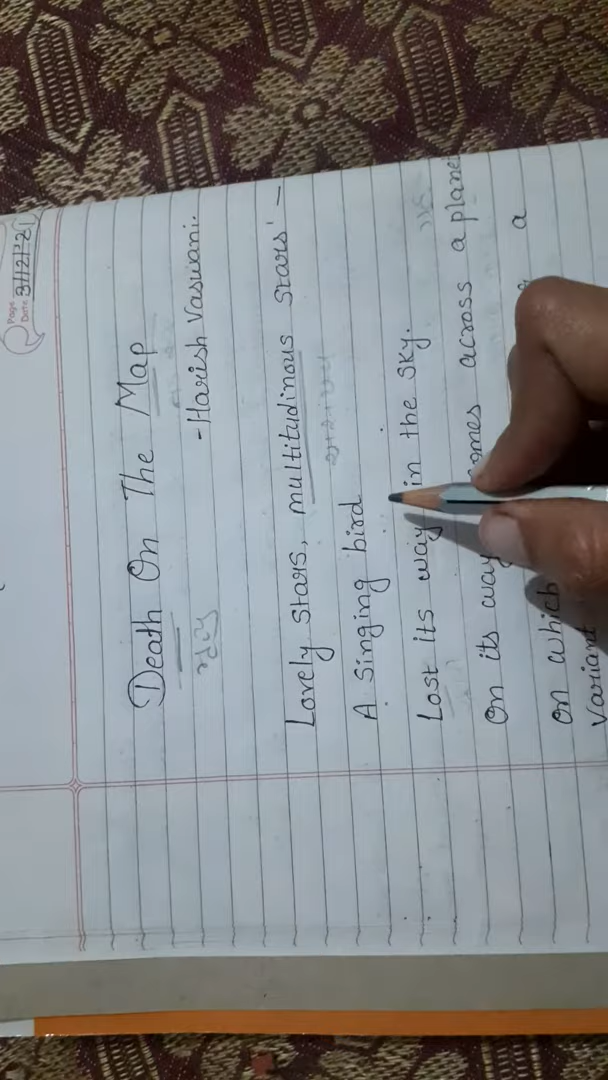 Page
Date 3/12/21
Death On The Map
મૃત્યુ
-Harish Vaswani.
Lovely stars, multitudinous stars' -
A singing bird
Lost its way in the sky.
On its way comes across a plane
on which a
Variant